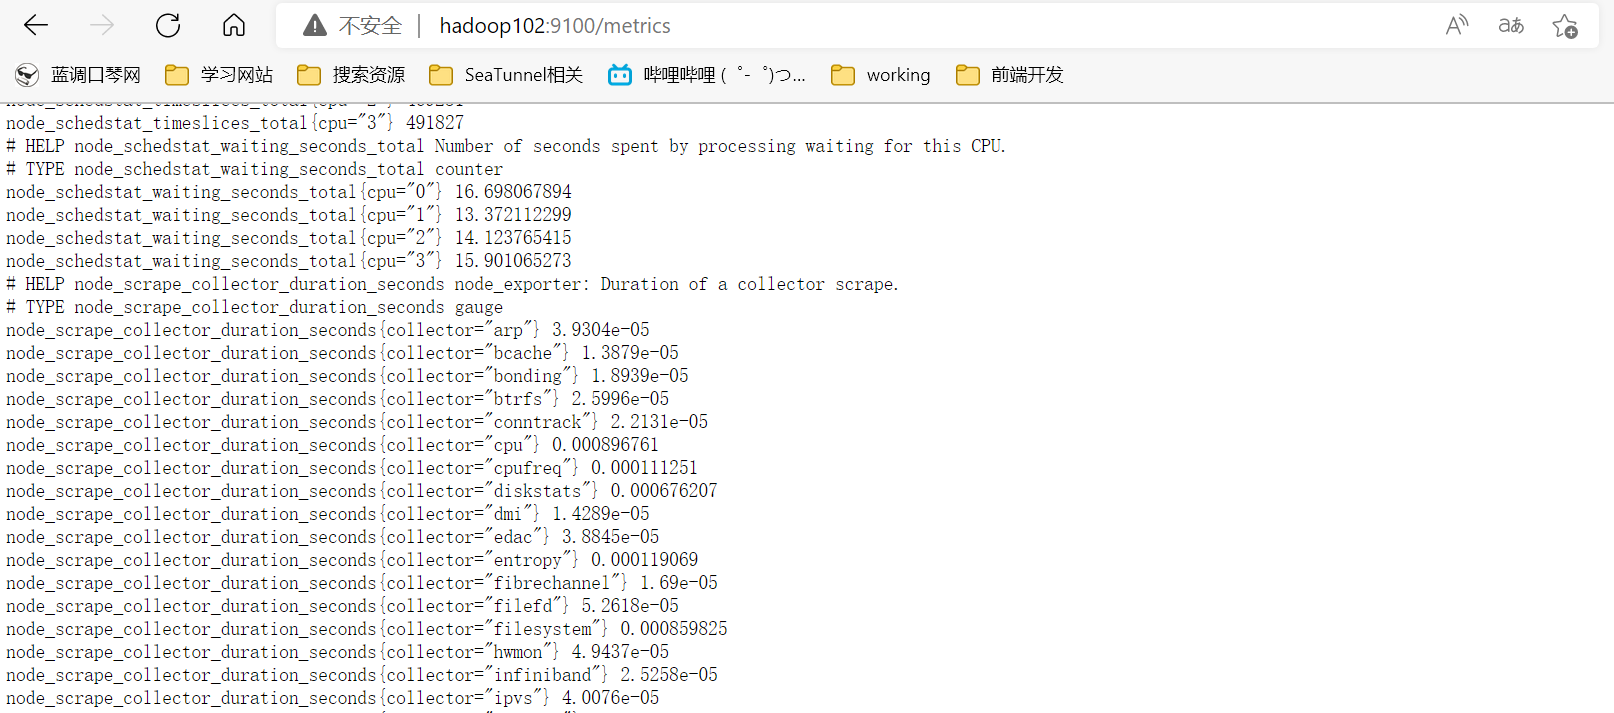 不安全 | hadoop102:9100/metrics A aあ
蓝调口琴网 学习网站 搜索资源 SeaTunnel相关 哔哩哔哩 ( ゜- ゜)つ... working 前端开发
node_schedstat_timeslices_total{cpu="3"} 491827
# HELP node_schedstat_waiting_seconds_total Number of seconds spent by processing waiting for this CPU.
# TYPE node_schedstat_waiting_seconds_total counter
node_schedstat_waiting_seconds_total{cpu="0"} 16.698067894
node_schedstat_waiting_seconds_total{cpu="1"} 13.372112299
node_schedstat_waiting_seconds_total{cpu="2"} 14.123765415
node_schedstat_waiting_seconds_total{cpu="3"} 15.901065273
# HELP node_scrape_collector_duration_seconds node_exporter: Duration of a collector scrape.
# TYPE node_scrape_collector_duration_seconds gauge
node_scrape_collector_duration_seconds{collector="arp"} 3.9304e-05
node_scrape_collector_duration_seconds{collector="bcache"} 1.3879e-05
node_scrape_collector_duration_seconds{collector="bonding"} 1.8939e-05
node_scrape_collector_duration_seconds{collector="btrfs"} 2.5996e-05
node_scrape_collector_duration_seconds{collector="conntrack"} 2.2131e-05
node_scrape_collector_duration_seconds{collector="cpu"} 0.000896761
node_scrape_collector_duration_seconds{collector="cpufreq"} 0.000111251
node_scrape_collector_duration_seconds{collector="diskstats"} 0.000676207
node_scrape_collector_duration_seconds{collector="dmi"} 1.4289e-05
node_scrape_collector_duration_seconds{collector="edac"} 3.8845e-05
node_scrape_collector_duration_seconds{collector="entropy"} 0.000119069
node_scrape_collector_duration_seconds{collector="fibrechannel"} 1.69e-05
node_scrape_collector_duration_seconds{collector="filefd"} 5.2618e-05
node_scrape_collector_duration_seconds{collector="filesystem"} 0.000859825
node_scrape_collector_duration_seconds{collector="hwmon"} 4.9437e-05
node_scrape_collector_duration_seconds{collector="infiniband"} 2.5258e-05
node_scrape_collector_duration_seconds{collector="ipvs"} 4.0076e-05